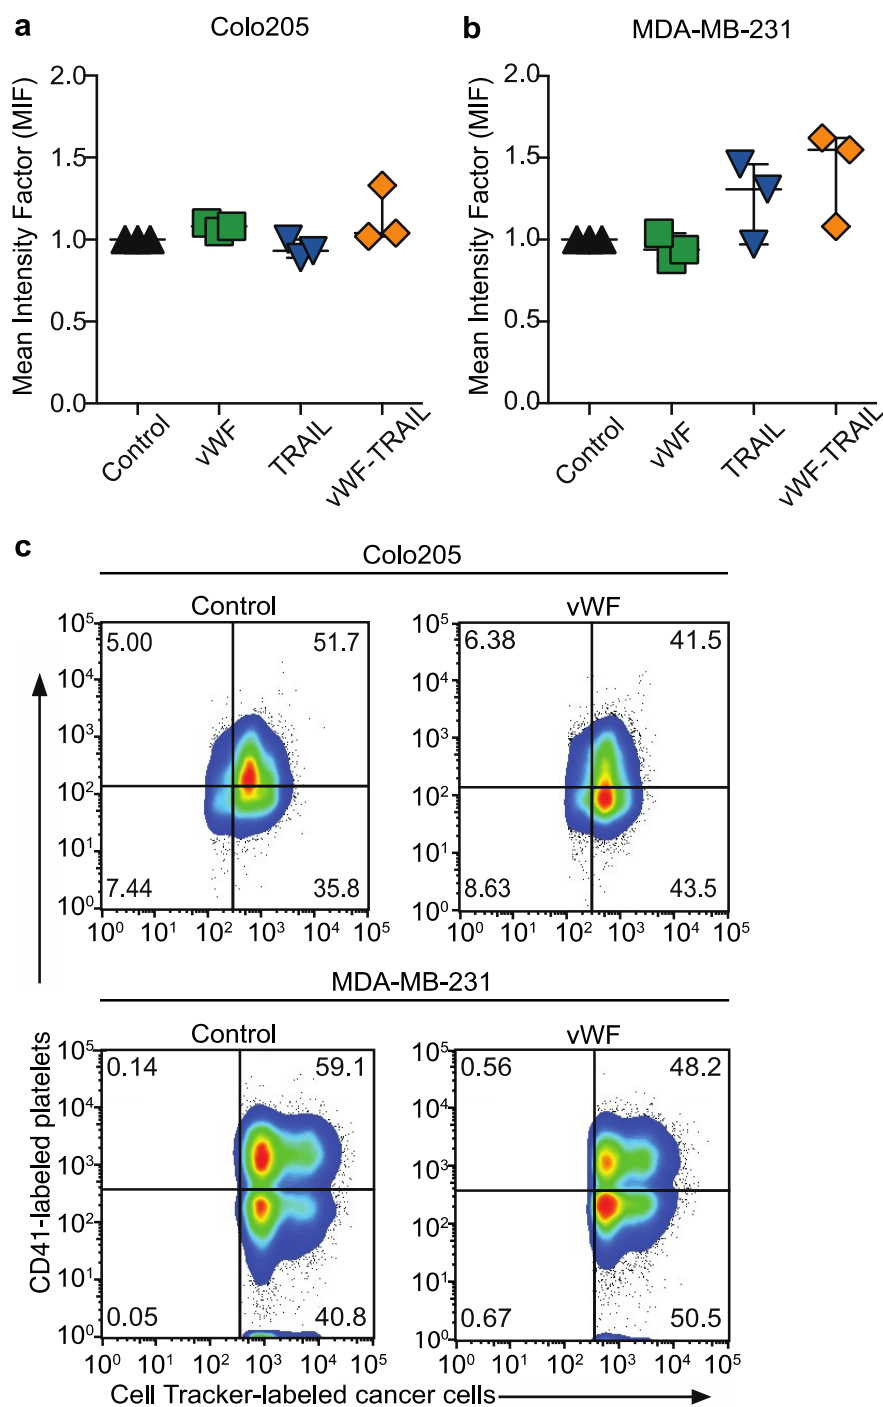 a
Colo205
Mean Intensity Factor (MIF)
2.0
1.5
1.0
0.5
0.0
Control
vWF
TRAIL
vWF-TRAIL
b
MDA-MB-231
Mean Intensity Factor (MIF)
2.0
1.5
1.0
0.5
0.0
Control
vWF
TRAIL
vWF-TRAIL
c
Colo205
Control
10⁵
10⁴
10³
10²
10¹
10⁰
5.00
51.7
7.44
35.8
10⁰ 10¹ 10² 10³ 10⁴ 10⁵
vWF
10⁵
10⁴
10³
10²
10¹
10⁰
6.38
41.5
8.63
43.5
10⁰ 10¹ 10² 10³ 10⁴ 10⁵
MDA-MB-231
CD41-labeled platelets
Control
10⁵
10⁴
10³
10²
10¹
10⁰
0.14
59.1
0.05
40.8
10⁰ 10¹ 10² 10³ 10⁴ 10⁵
vWF
10⁵
10⁴
10³
10²
10¹
10⁰
0.56
48.2
0.67
50.5
10⁰ 10¹ 10² 10³ 10⁴ 10⁵
Cell Tracker-labeled cancer cells